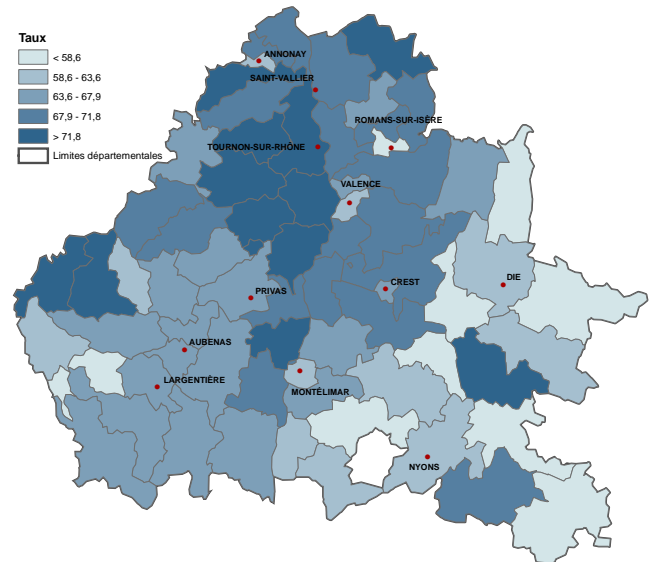 Taux
< 58,6
58,6 - 63,6
63,6 - 67,9
67,9 - 71,8
> 71,8
Limites départementales
ANNONAY
SAINT-VALLIER
ROMANS-SUR-ISÈRE
TOURNON-SUR-RHÔNE
VALENCE
DIE
CREST
PRIVAS
AUBENAS
LARGENTIÈRE
MONTÉLIMAR
NYONS